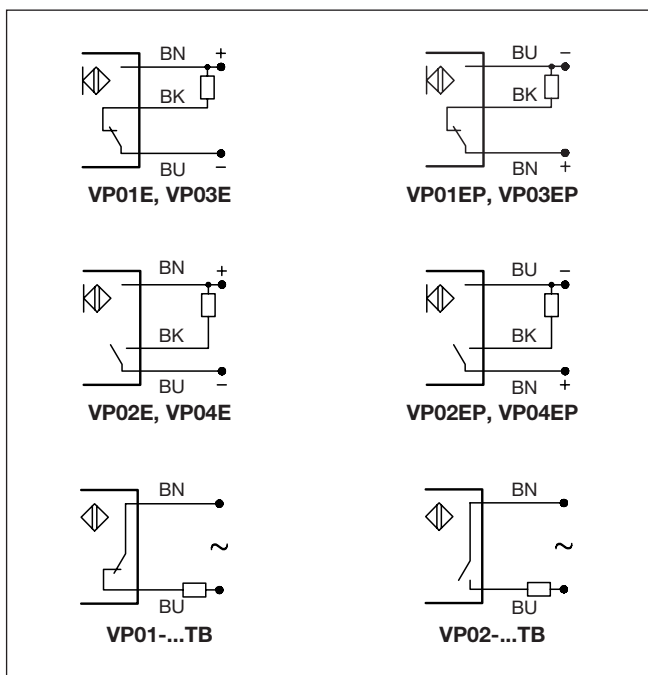 BN +
BK
BU −
VP01E, VP03E
BU −
BK
BN +
VP01EP, VP03EP
BN +
BK
BU −
VP02E, VP04E
BU −
BK
BN +
VP02EP, VP04EP
BN
~
BU
VP01-...TB
BN
~
BU
VP02-...TB